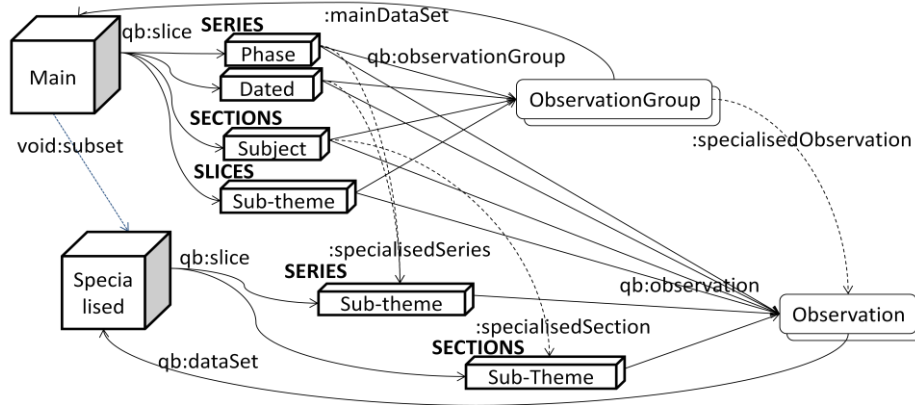 SERIES
:mainDataSet
qb:slice
Phase
qb:observationGroup
Main
Dated
ObservationGroup
SECTIONS
void:subset
Subject
:specialisedObservation
SLICES
Sub-theme
qb:slice
:specialisedSeries
SERIES
Specia
lised
Sub-theme
qb:observation
Observation
:specialisedSection
SECTIONS
qb:dataSet
Sub-Theme